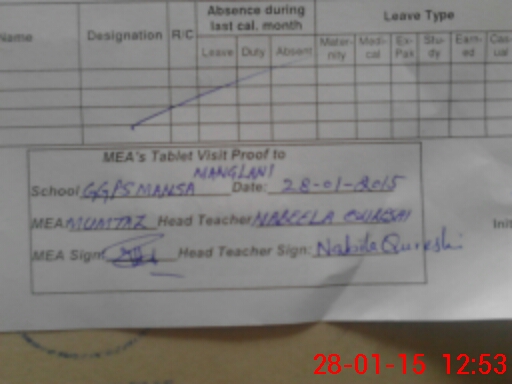 Absence during Leave Type
last cal. month
Name Designation R/C
Leave Duty Absent Mater-nity Medi-cal Ex-Pak Stu-dy Earn-ed Cas-ual
MEA's Tablet Visit Proof to
MANGLANI
School GGPS MANSA Date: 28-01-2015
MEA MUMTAZ Head Teacher NABEELA QURESHI
Init
MEA Sign: Head Teacher Sign: Nabila Qureshi
28-01-15 12:53